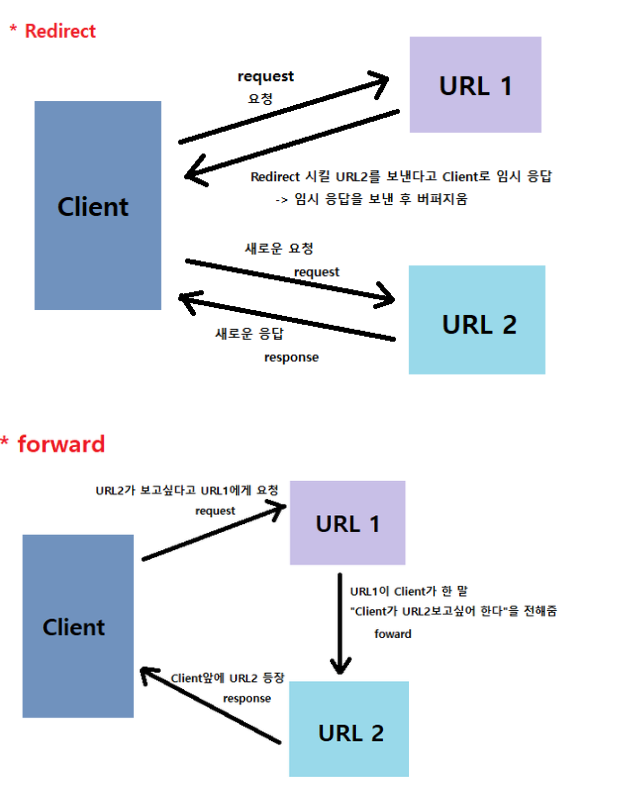 * Redirect
request
요청
URL 1
Client
Redirect 시킬 URL2를 보낸다고 Client로 임시 응답
-> 임시 응답을 보낸 후 버퍼지움
새로운 요청
request
URL 2
새로운 응답
response
* forward
URL2가 보고싶다고 URL1에게 요청
request
URL 1
Client
URL1이 Client가 한 말
"Client가 URL2보고싶어 한다"을 전해줌
foward
Client앞에 URL2 등장
response
URL 2